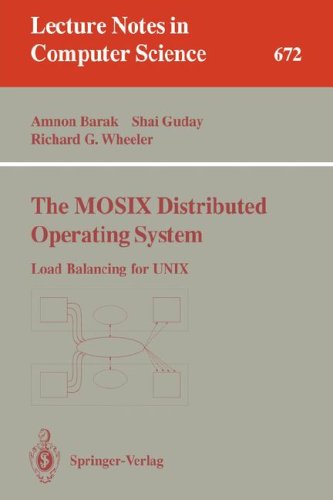 Lecture Notes in
Computer Science
672
Amnon Barak Shai Guday
Richard G. Wheeler
The MOSIX Distributed
Operating System
Load Balancing for UNIX
Springer-Verlag